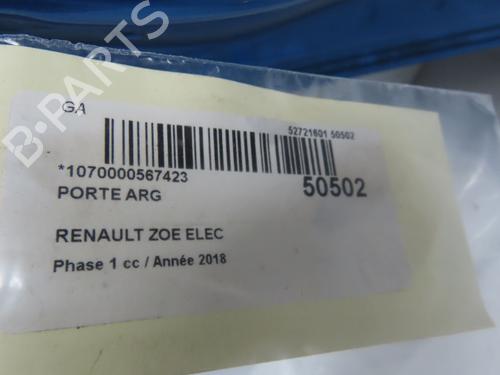 GA
52721601 50502
*1070000567423
50502
PORTE ARG
RENAULT ZOE ELEC
Phase 1 cc / Année 2018
B-PARTS